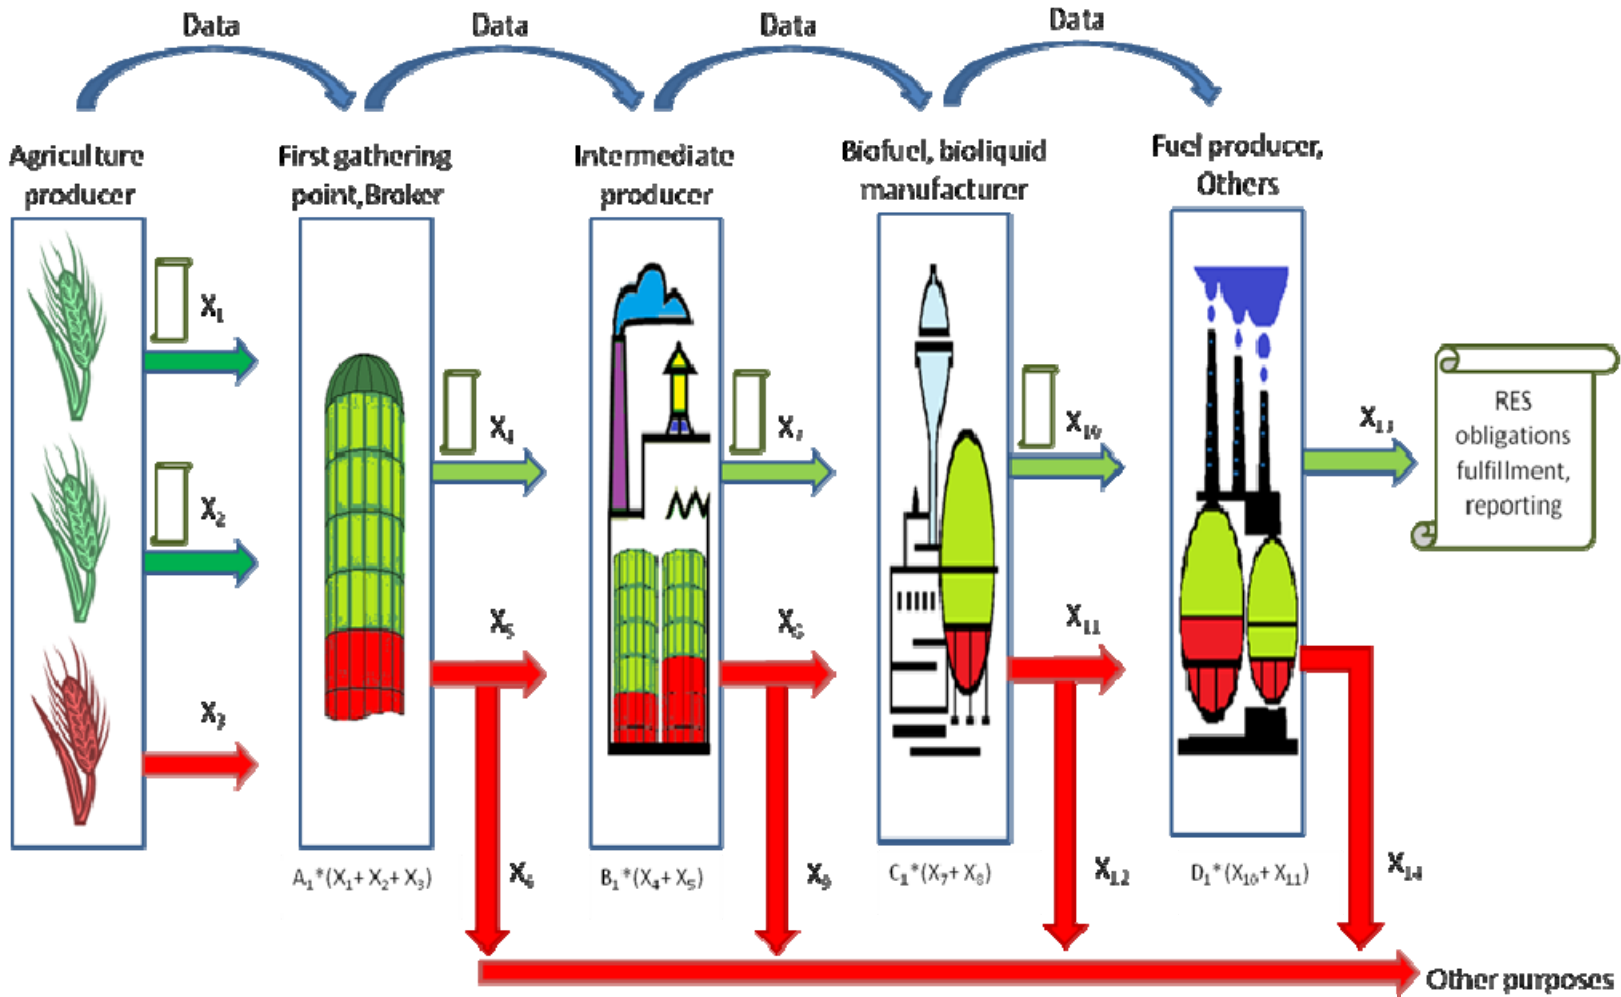 Data
Data
Data
Data
Agriculture
producer
First gathering
point, Broker
Intermediate
producer
Biofuel, bioliquid
manufacturer
Fuel producer,
Others
X₁
X₂
X₃
X₄
X₅
X₆
X₇
X₈
X₉
X₁₀
X₁₁
X₁₂
X₁₃
X₁₄
RES
obligations
fulfillment,
reporting
A₁*(X₁+ X₂+ X₃)
B₁*(X₄+ X₅)
C₁*(X₇+ X₈)
D₁*(X₁₀+ X₁₁)
Other purposes